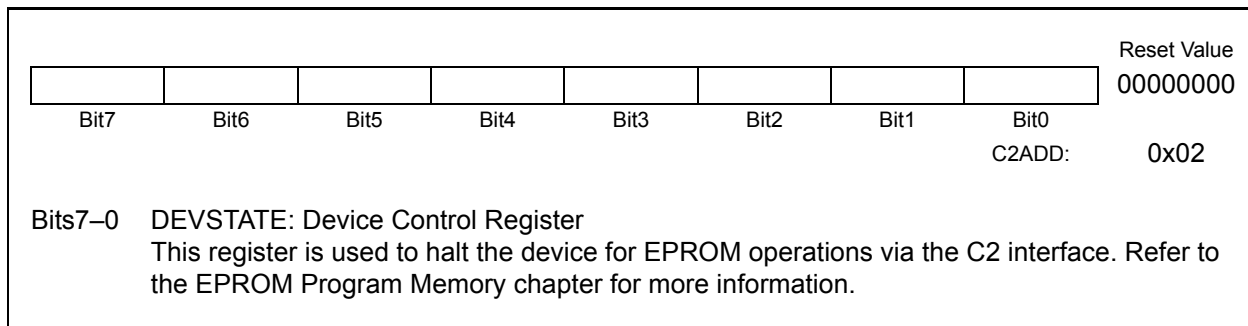 Reset Value
00000000
Bit7 Bit6 Bit5 Bit4 Bit3 Bit2 Bit1 Bit0
C2ADD: 0x02
Bits7–0 DEVSTATE: Device Control Register
This register is used to halt the device for EPROM operations via the C2 interface. Refer to
the EPROM Program Memory chapter for more information.